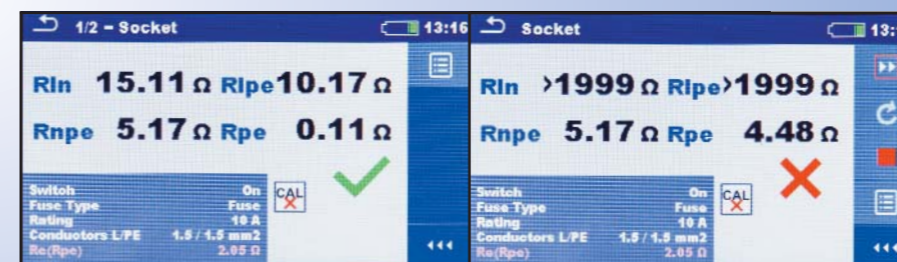 1/2 - Socket 13:16
Rln 15.11 Ω Rlpe 10.17 Ω
Rnpe 5.17 Ω Rpe 0.11 Ω
Switch On
Fuse Type Fuse
Rating 10 A
Conductors L/PE 1.5 / 1.5 mm2
Re(Rpe) 2.05 Ω
CAL
Socket 13:
Rln >1999 Ω Rlpe >1999 Ω
Rnpe 5.17 Ω Rpe 4.48 Ω
Switch On
Fuse Type Fuse
Rating 10 A
Conductors L/PE 1.5 / 1.5 mm2
Re(Rpe) 2.05 Ω
CAL